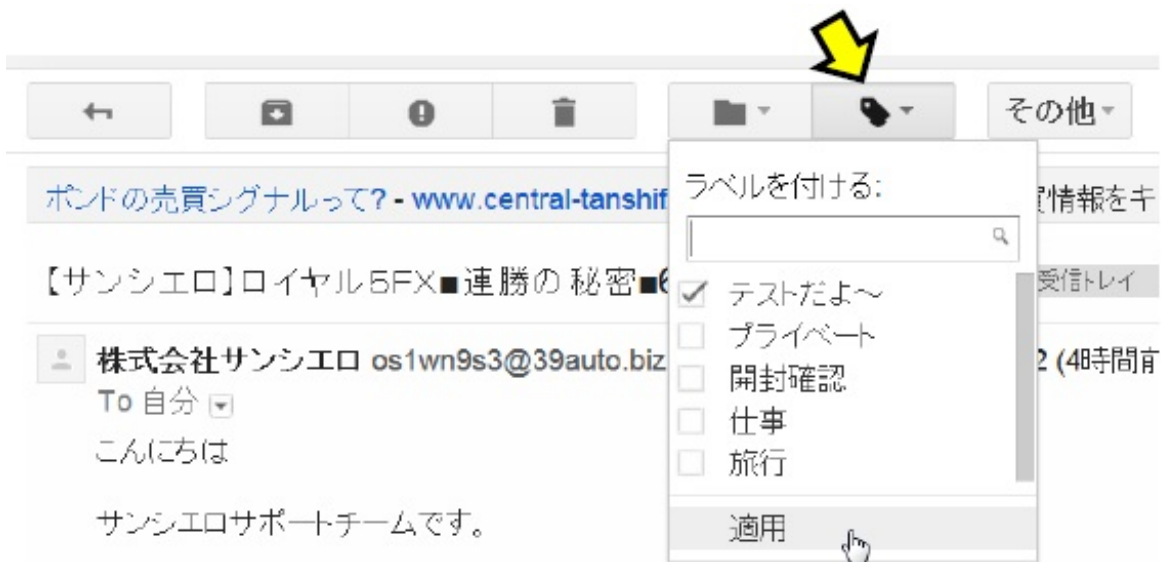 その他
ポンドの売買シグナルって? - www.central-tanshif
買情報をキ
ラベルを付ける:
【サンシエロ】ロイヤル5FX■連勝の秘密■6
受信トレイ
テストだよ～
プライベート
開封確認
仕事
旅行
適用
株式会社サンシエロ os1wn9s3@39auto.biz
2 (4時間前
To 自分
こんにちは
サンシエロサポートチームです。